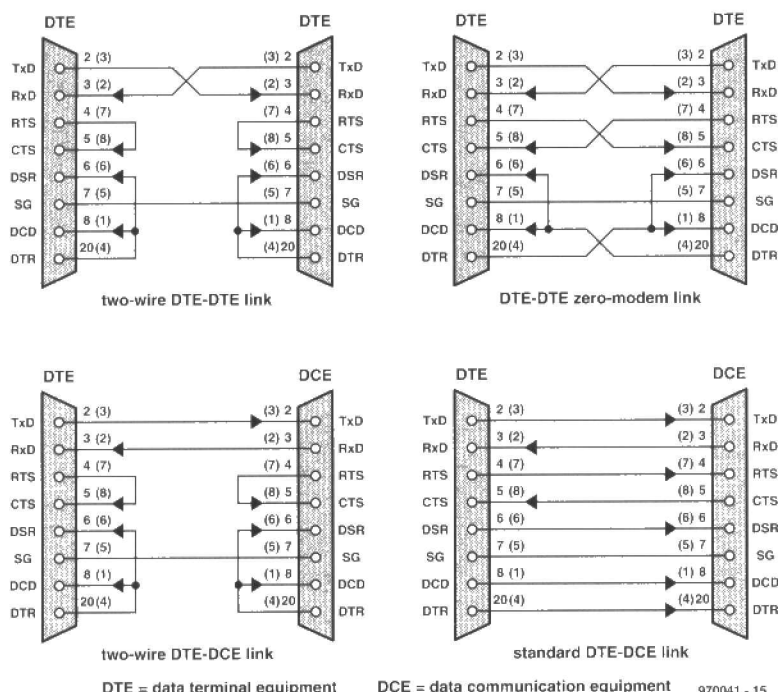 DTE DTE
TxD 2 (3) (3) 2 TxD
RxD 3 (2) (2) 3 RxD
RTS 4 (7) (7) 4 RTS
CTS 5 (8) (8) 5 CTS
DSR 6 (6) (6) 6 DSR
SG 7 (5) (5) 7 SG
DCD 8 (1) (1) 8 DCD
DTR 20 (4) (4) 20 DTR
two-wire DTE-DTE link
DTE DTE
TxD 2 (3) (3) 2 TxD
RxD 3 (2) (2) 3 RxD
RTS 4 (7) (7) 4 RTS
CTS 5 (8) (8) 5 CTS
DSR 6 (6) (6) 6 DSR
SG 7 (5) (5) 7 SG
DCD 8 (1) (1) 8 DCD
DTR 20 (4) (4) 20 DTR
DTE-DTE zero-modem link
DTE DCE
TxD 2 (3) (3) 2 TxD
RxD 3 (2) (2) 3 RxD
RTS 4 (7) (7) 4 RTS
CTS 5 (8) (8) 5 CTS
DSR 6 (6) (6) 6 DSR
SG 7 (5) (5) 7 SG
DCD 8 (1) (1) 8 DCD
DTR 20 (4) (4) 20 DTR
two-wire DTE-DCE link
DTE DCE
TxD 2 (3) (3) 2 TxD
RxD 3 (2) (2) 3 RxD
RTS 4 (7) (7) 4 RTS
CTS 5 (8) (8) 5 CTS
DSR 6 (6) (6) 6 DSR
SG 7 (5) (5) 7 SG
DCD 8 (1) (1) 8 DCD
DTR 20 (4) (4) 20 DTR
standard DTE-DCE link
DTE = data terminal equipment DCE = data communication equipment 970041 - 15